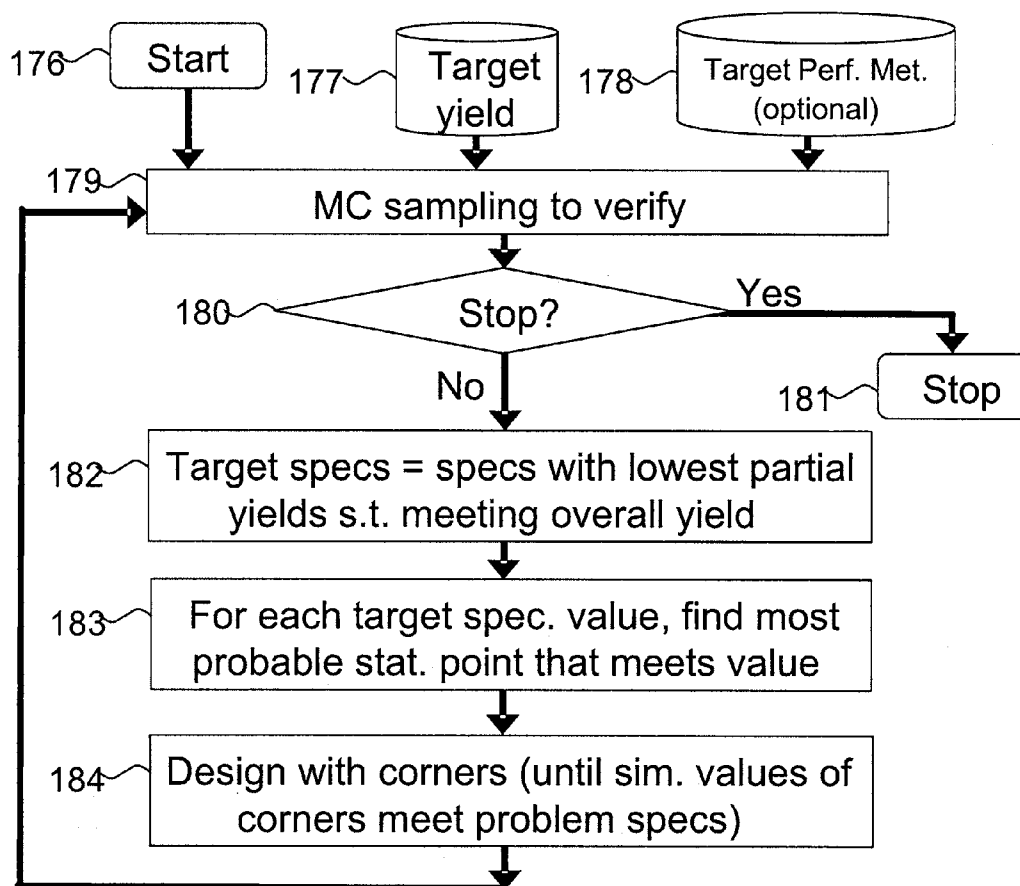 176
Start
177
Target
yield
178
Target Perf. Met.
(optional)
179
MC sampling to verify
180
Stop?
Yes
No
181
Stop
182
Target specs = specs with lowest partial
yields s.t. meeting overall yield
183
For each target spec. value, find most
probable stat. point that meets value
184
Design with corners (until sim. values of
corners meet problem specs)